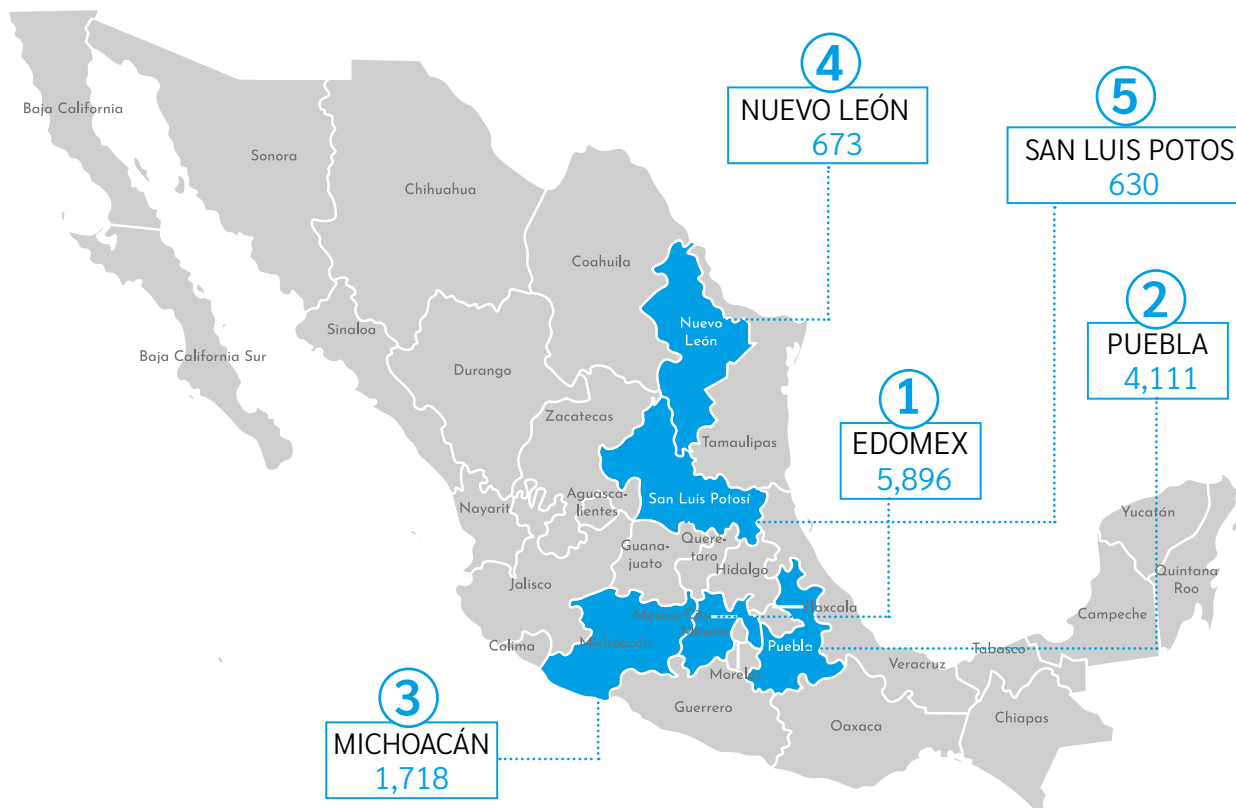 4
NUEVO LEÓN
673
5
SAN LUIS POTOS
630
2
PUEBLA
4,111
1
EDOMEX
5,896
3
MICHOACÁN
1,718
Baja California
Sonora
Chihuahua
Coahuila
Nuevo
León
Sinaloa
Baja California Sur
Durango
Zacatecas
Tamaulipas
San Luis Potosí
Aguasca-
lientes
Nayarit
Guana-
juato
Quere-
taro
Hidalgo
Jalisco
Tlaxcala
Mexico City
México
Michoacán
Colima
Puebla
Morelos
Guerrero
Veracruz
Oaxaca
Tabasco
Chiapas
Campeche
Yucatán
Quintana
Roo